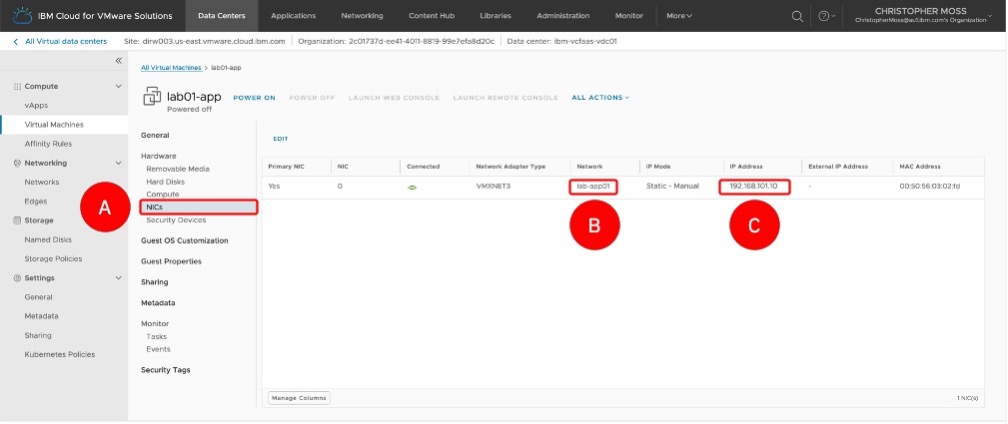 IBM Cloud for VMware Solutions Data Centers Applications Networking Content Hub Libraries Administration Monitor More CHRISTOPHER MOSS
ChristopherMoss@au1.ibm.com's Organization
All Virtual data centers Site: dirw003.us-east.vmware.cloud.ibm.com Organization: 2c01737d-ee41-4011-8819-99e7efa8d20c Data center: ibm-vcfaas-vdc01
All Virtual Machines > lab01-app
Compute
vApps
Virtual Machines
Affinity Rules
Networking
Networks
Edges
Storage
Named Disks
Storage Policies
Settings
General
Metadata
Sharing
Kubernetes Policies
lab01-app POWER ON POWER OFF LAUNCH WEB CONSOLE LAUNCH REMOTE CONSOLE ALL ACTIONS
Powered off
General
Hardware
Removable Media
Hard Disks
Compute
NICs
Security Devices
Guest OS Customization
Guest Properties
Sharing
Metadata
Monitor
Tasks
Events
Security Tags
A
EDIT
Primary NIC NIC Connected Network Adapter Type Network IP Mode IP Address External IP Address MAC Address
Yes 0 VMXNET3 lab-app01 Static - Manual 192.168.101.10 - 00:50:56:03:02:fd
B C
Manage Columns 1 NIC(s)